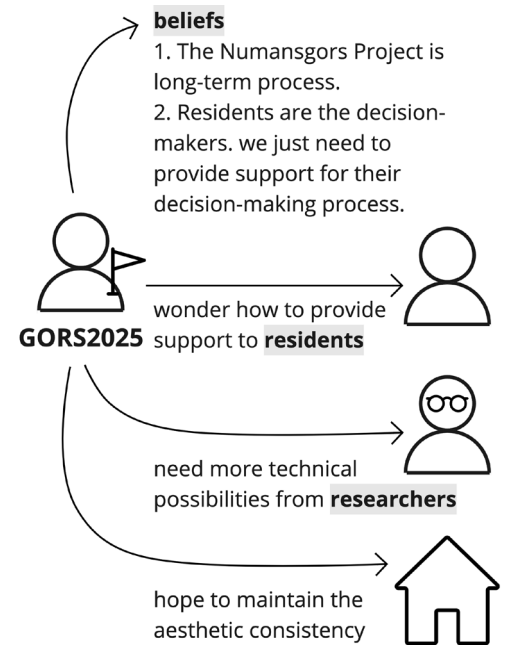 beliefs
1. The Numansgors Project is
long-term process.
2. Residents are the decision-
makers. we just need to
provide support for their
decision-making process.
GORS2025
wonder how to provide
support to residents
need more technical
possibilities from researchers
hope to maintain the
aesthetic consistency